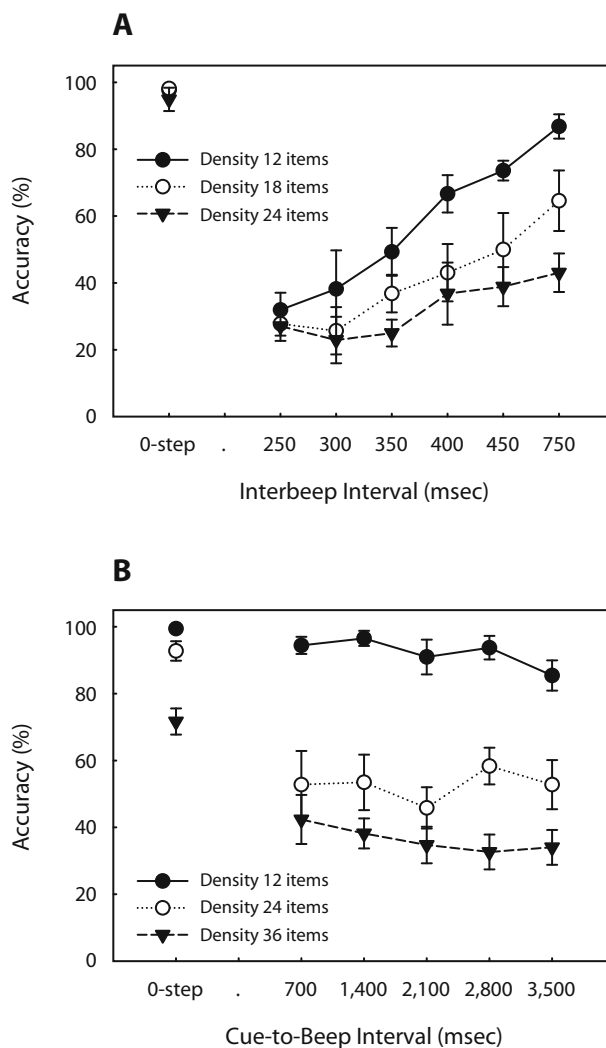 A
100
80
60
40
20
0
Accuracy (%)
Density 12 items
Density 18 items
Density 24 items
0-step . 250 300 350 400 450 750
Interbeep Interval (msec)
B
100
80
60
40
20
0
Accuracy (%)
Density 12 items
Density 24 items
Density 36 items
0-step . 700 1,400 2,100 2,800 3,500
Cue-to-Beep Interval (msec)